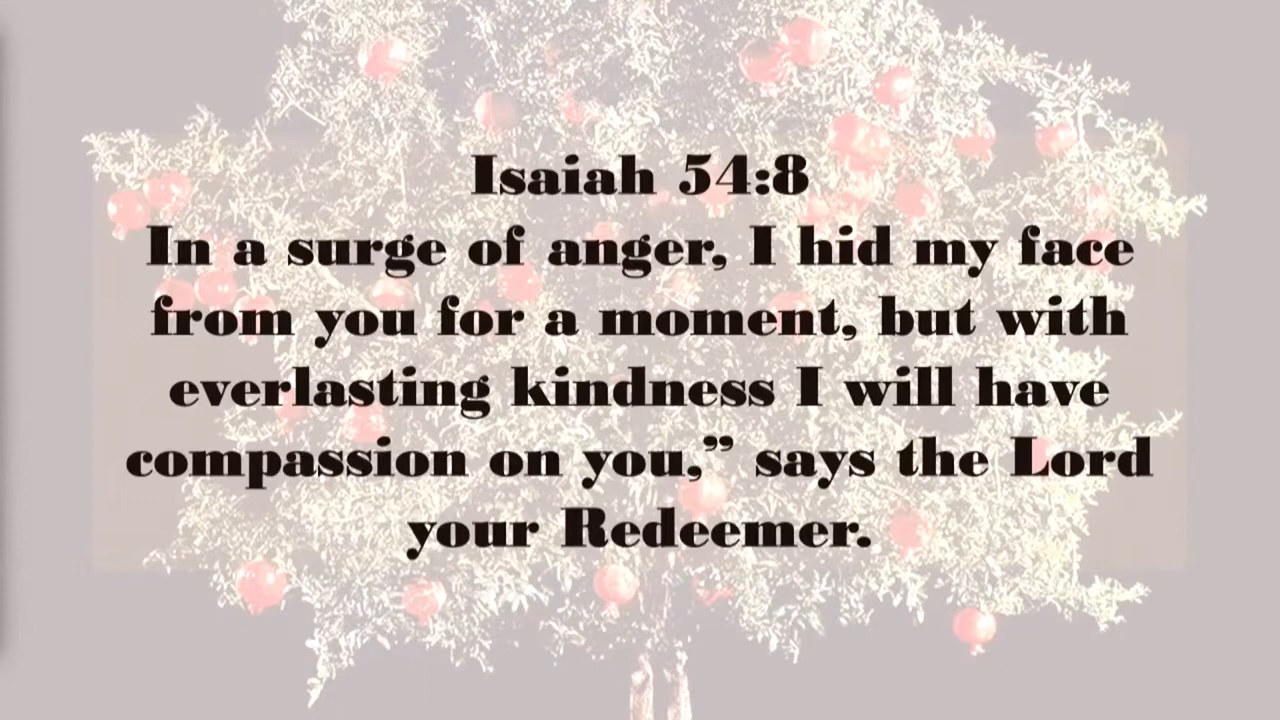 Isaiah 54:8
In a surge of anger, I hid my face
from you for a moment, but with
everlasting kindness I will have
compassion on you,” says the Lord
your Redeemer.